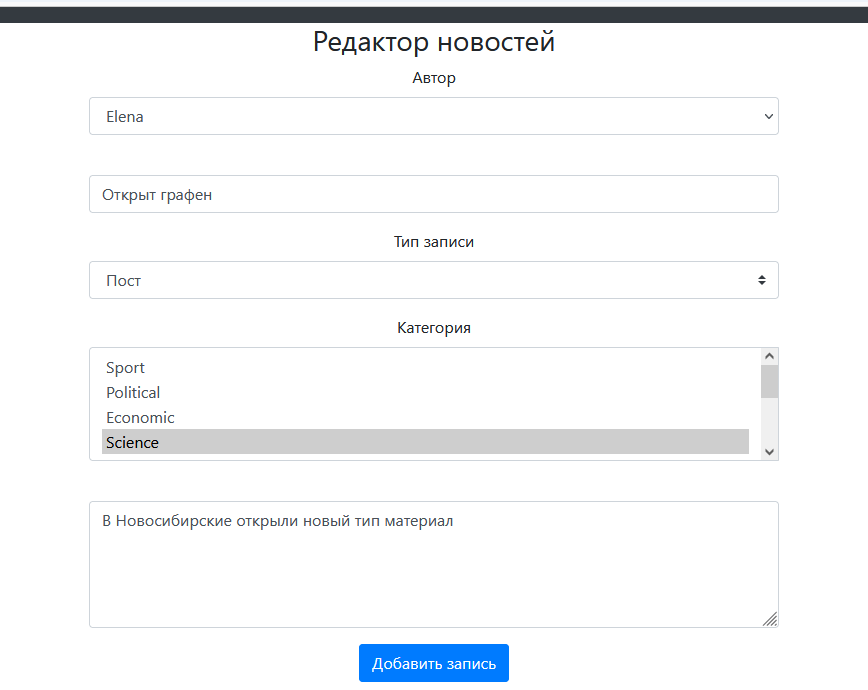 Редактор новостей
Автор
Elena
Открыт графен
Тип записи
Пост
Категория
Sport
Political
Economic
Science
В Новосибирские открыли новый тип материал
Добавить запись